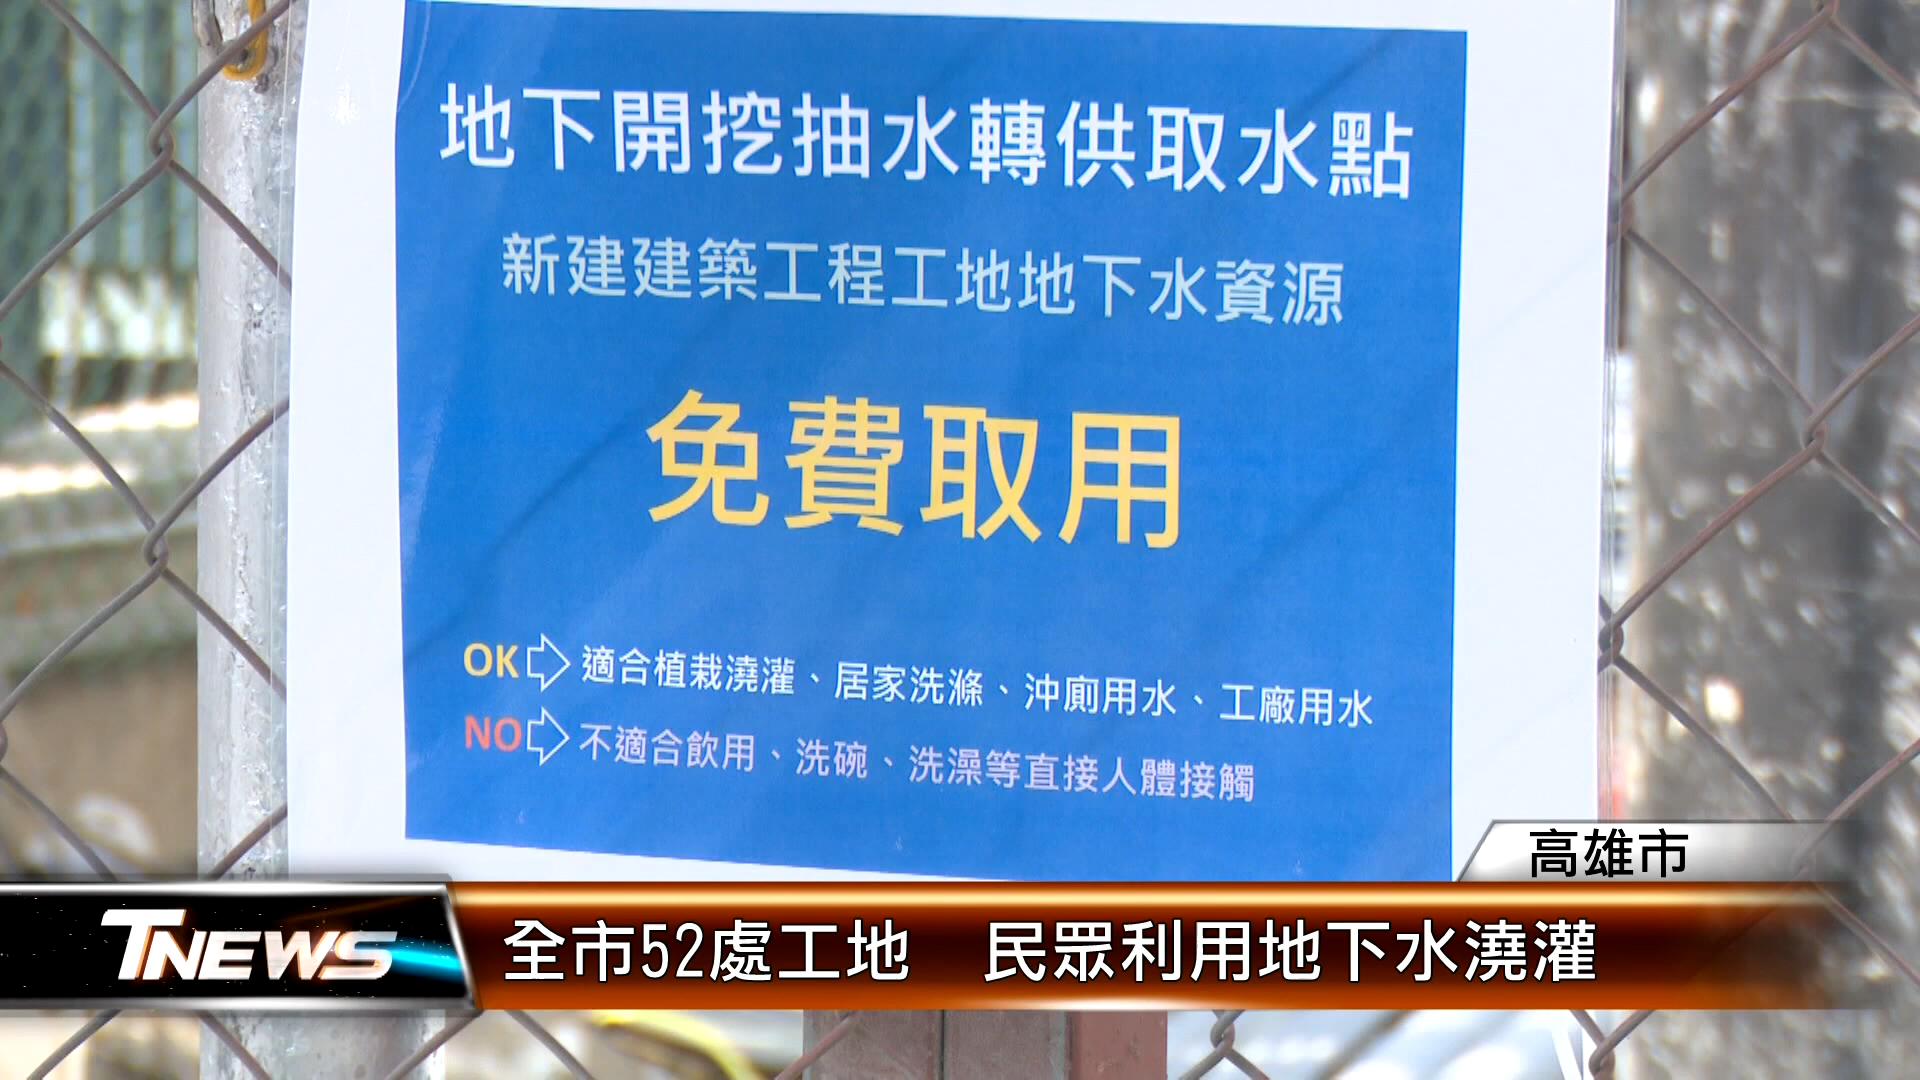 地下開挖抽水轉供取水點
新建建築工程工地地下水資源
免費取用
OK 適合植栽澆灌、居家洗滌、沖廁用水、工廠用水
NO 不適合飲用、洗碗、洗澡等直接人體接觸
高雄市
TNEWS 全市52處工地 民眾利用地下水澆灌